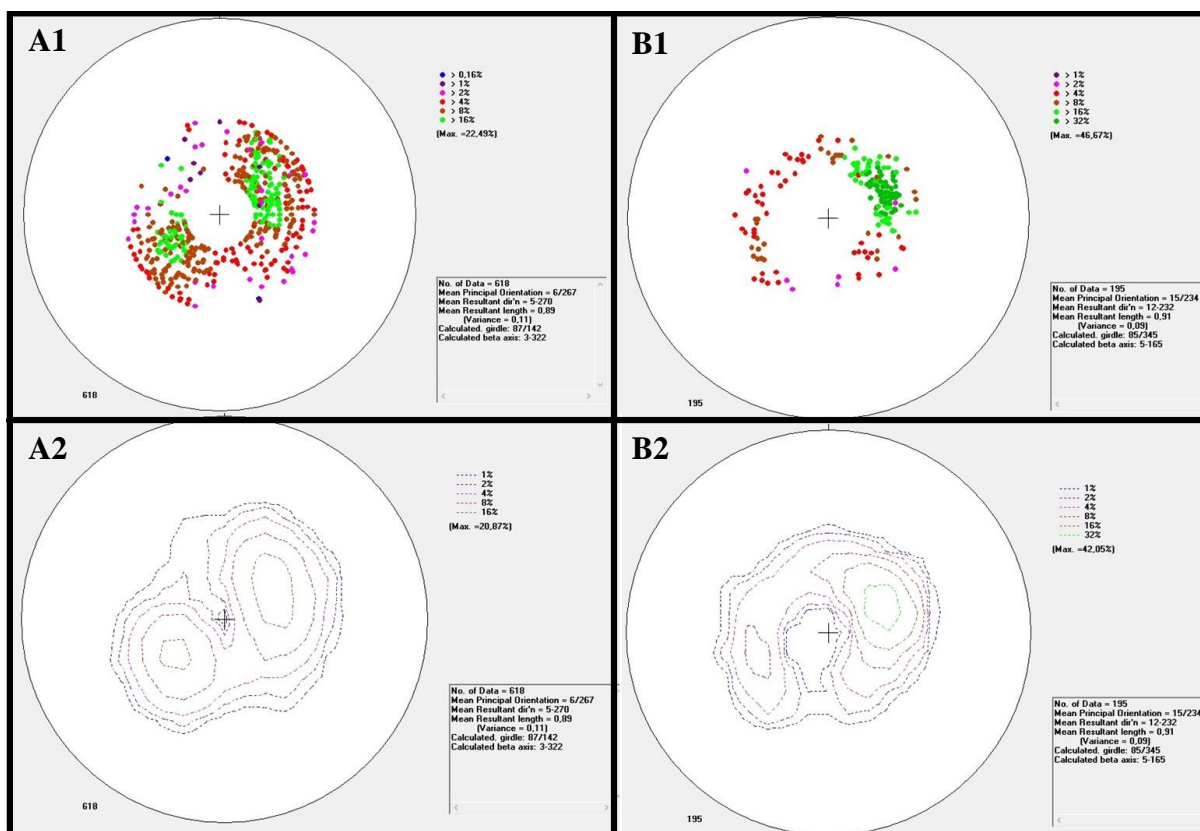 A1
> 0,16%
> 1%
> 2%
> 4%
> 8%
> 16%
(Max. =22,49%)
No. of Data = 618
Mean Principal Orientation = 6/267
Mean Resultant dir'n = 5-270
Mean Resultant length = 0,89
(Variance = 0,11)
Calculated. girdle: 87/142
Calculated beta axis: 3-322
618
B1
> 1%
> 2%
> 4%
> 8%
> 16%
> 32%
(Max. =46,67%)
No. of Data = 195
Mean Principal Orientation = 15/234
Mean Resultant dir'n = 12-232
Mean Resultant length = 0,91
(Variance = 0,09)
Calculated. girdle: 85/345
Calculated beta axis: 5-165
195
A2
1%
2%
4%
8%
16%
(Max. =20,87%)
No. of Data = 618
Mean Principal Orientation = 6/267
Mean Resultant dir'n = 5-270
Mean Resultant length = 0,89
(Variance = 0,11)
Calculated. girdle: 87/142
Calculated beta axis: 3-322
618
B2
1%
2%
4%
8%
16%
32%
(Max. =42,05%)
No. of Data = 195
Mean Principal Orientation = 15/234
Mean Resultant dir'n = 12-232
Mean Resultant length = 0,91
(Variance = 0,09)
Calculated. girdle: 85/345
Calculated beta axis: 5-165
195